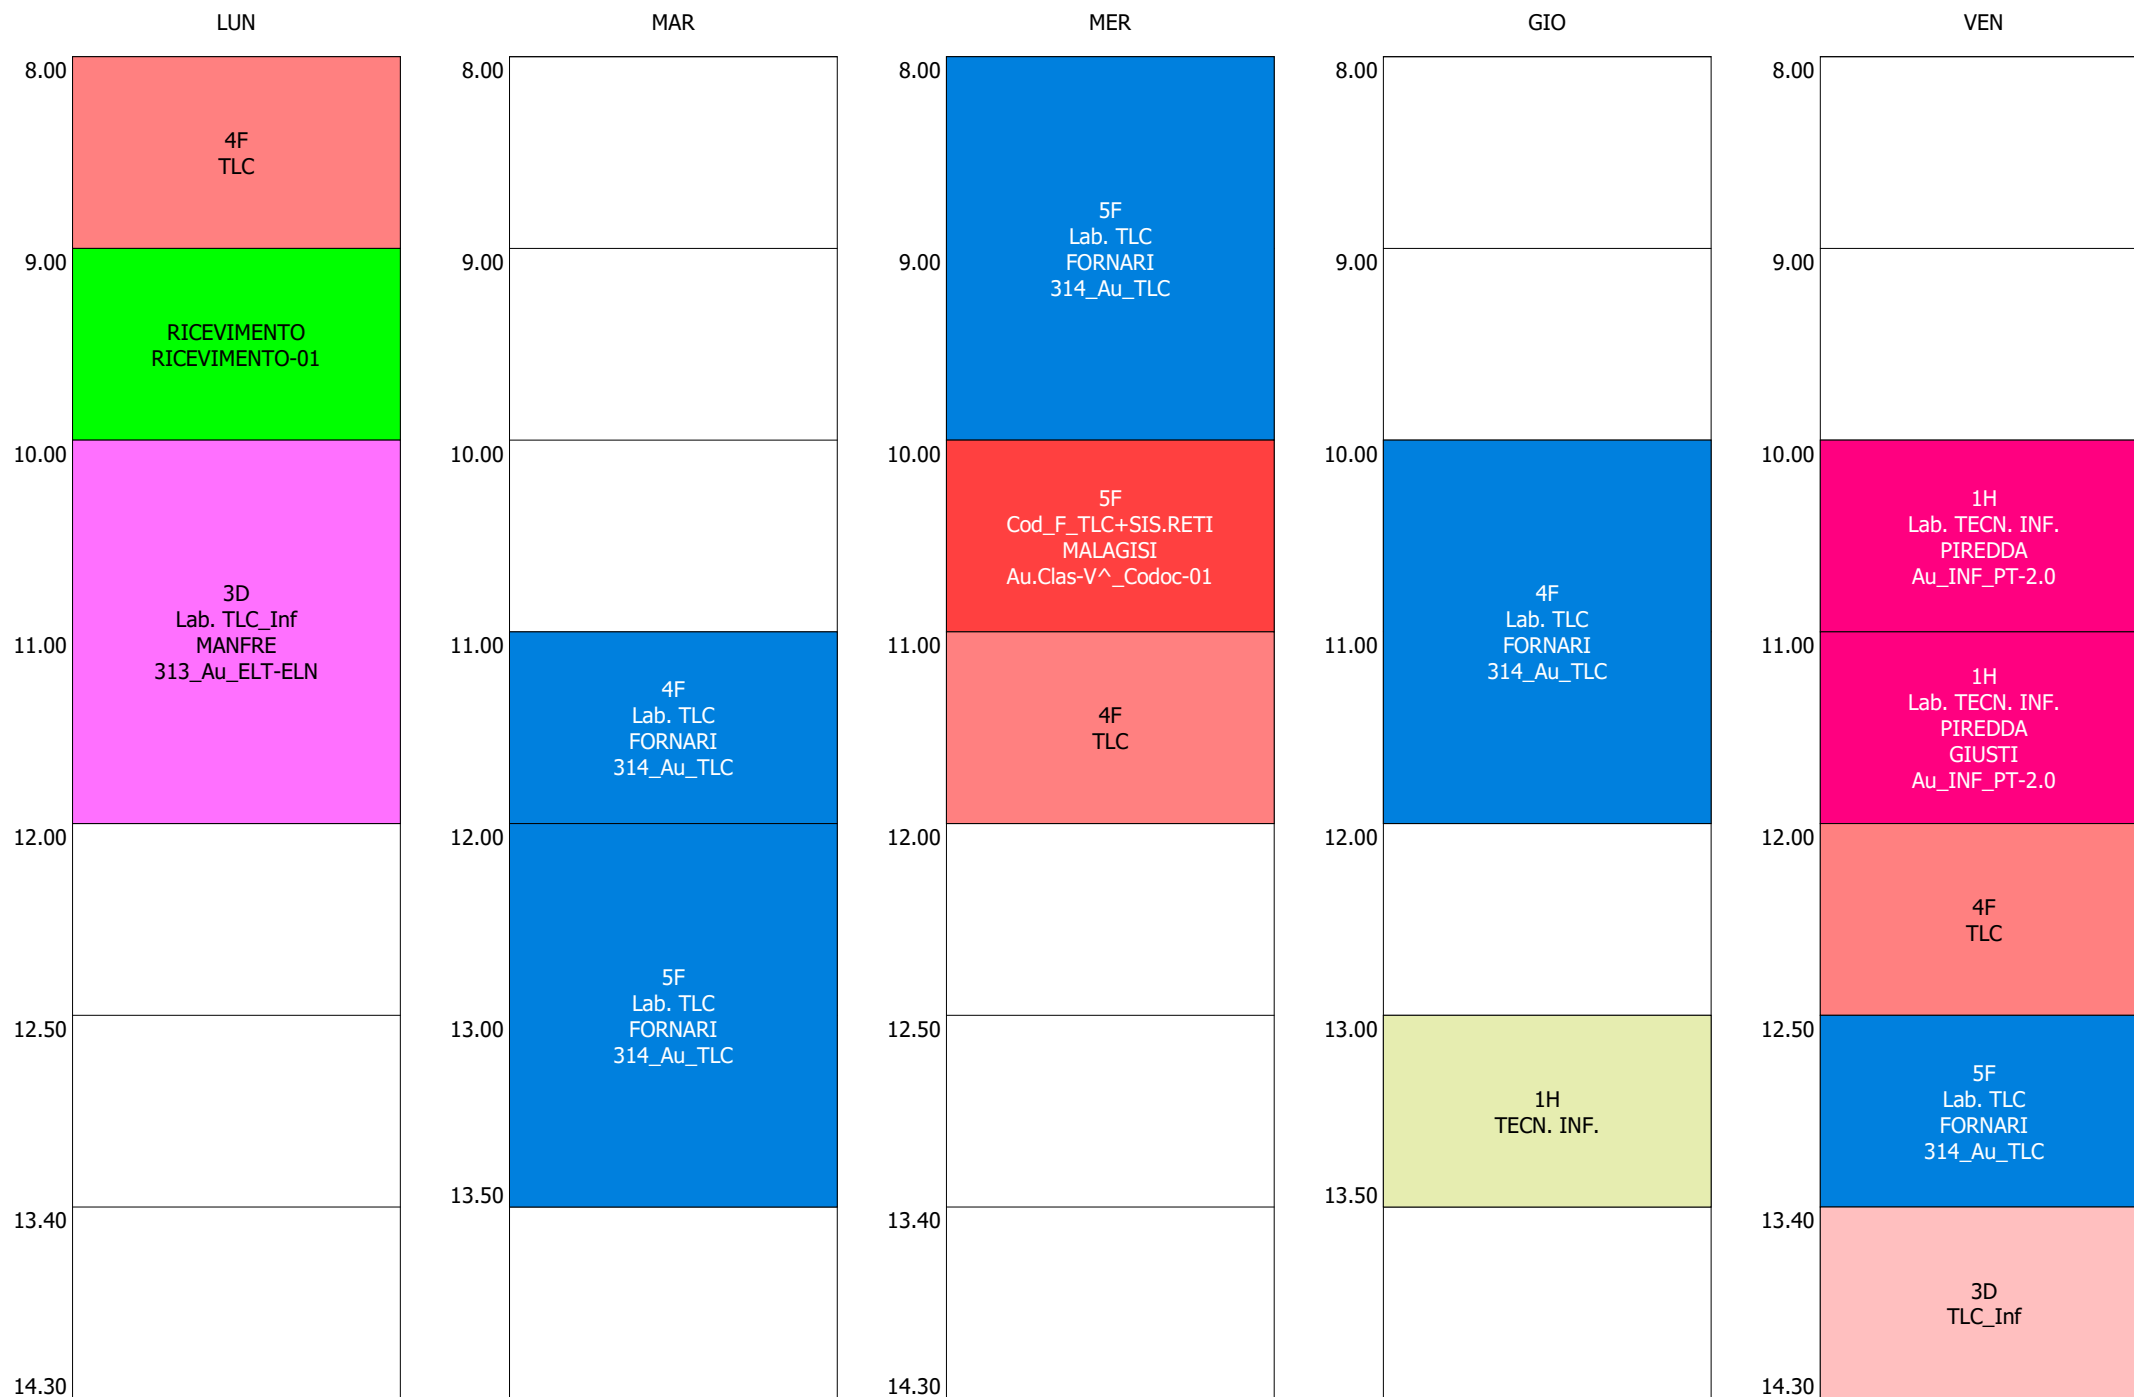 LUN
8.00
4F
TLC
9.00
RICEVIMENTO
RICEVIMENTO-01
10.00
3D
Lab. TLC_Inf
MANFRE
313_Au_ELT-ELN
11.00
12.00
12.50
13.40
14.30
MAR
8.00
9.00
10.00
11.00
4F
Lab. TLC
FORNARI
314_Au_TLC
12.00
5F
Lab. TLC
FORNARI
314_Au_TLC
13.00
13.50
MER
8.00
5F
Lab. TLC
FORNARI
314_Au_TLC
9.00
10.00
5F
Cod_F_TLC+SIS.RETI
MALAGISI
Au.Clas-V^_Codoc-01
11.00
4F
TLC
12.00
12.50
13.40
14.30
GIO
8.00
9.00
10.00
4F
Lab. TLC
FORNARI
314_Au_TLC
11.00
12.00
13.00
1H
TECN. INF.
13.50
VEN
8.00
9.00
10.00
1H
Lab. TECN. INF.
PIREDDA
Au_INF_PT-2.0
11.00
1H
Lab. TECN. INF.
PIREDDA
GIUSTI
Au_INF_PT-2.0
12.00
4F
TLC
12.50
5F
Lab. TLC
FORNARI
314_Au_TLC
13.40
3D
TLC_Inf
14.30